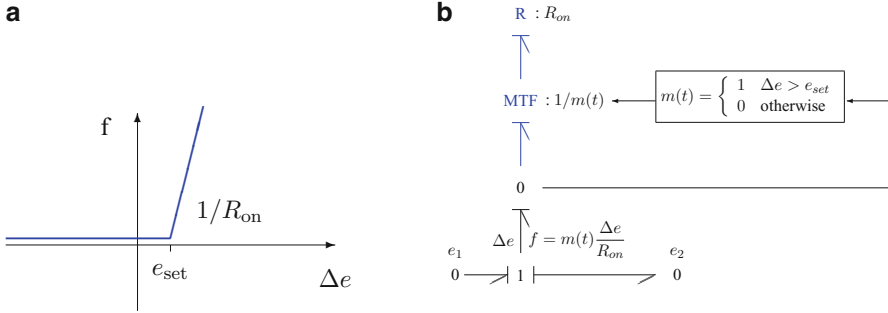 a
f
1/R_on
e_set
Δe
b
R : R_on
MTF : 1/m(t)
m(t) = { 1 Δe > e_set
0 otherwise
0
Δe f = m(t) Δe/R_on
e_1 e_2
0 1 0